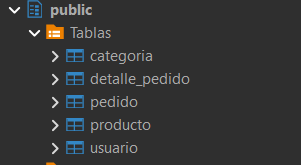 public
Tablas
categoria
detalle_pedido
pedido
producto
usuario